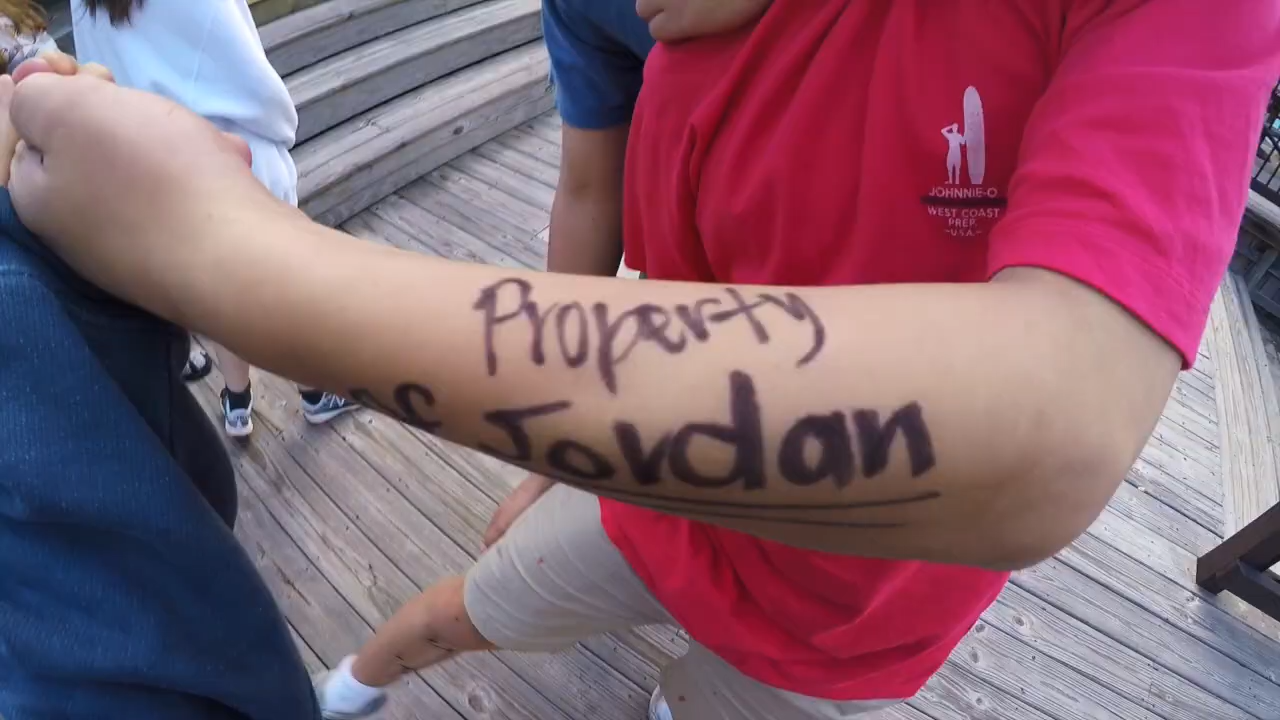 JOHNNIE-O
WEST COAST
PREP.
-U.S.A.-
Property
of Jordan